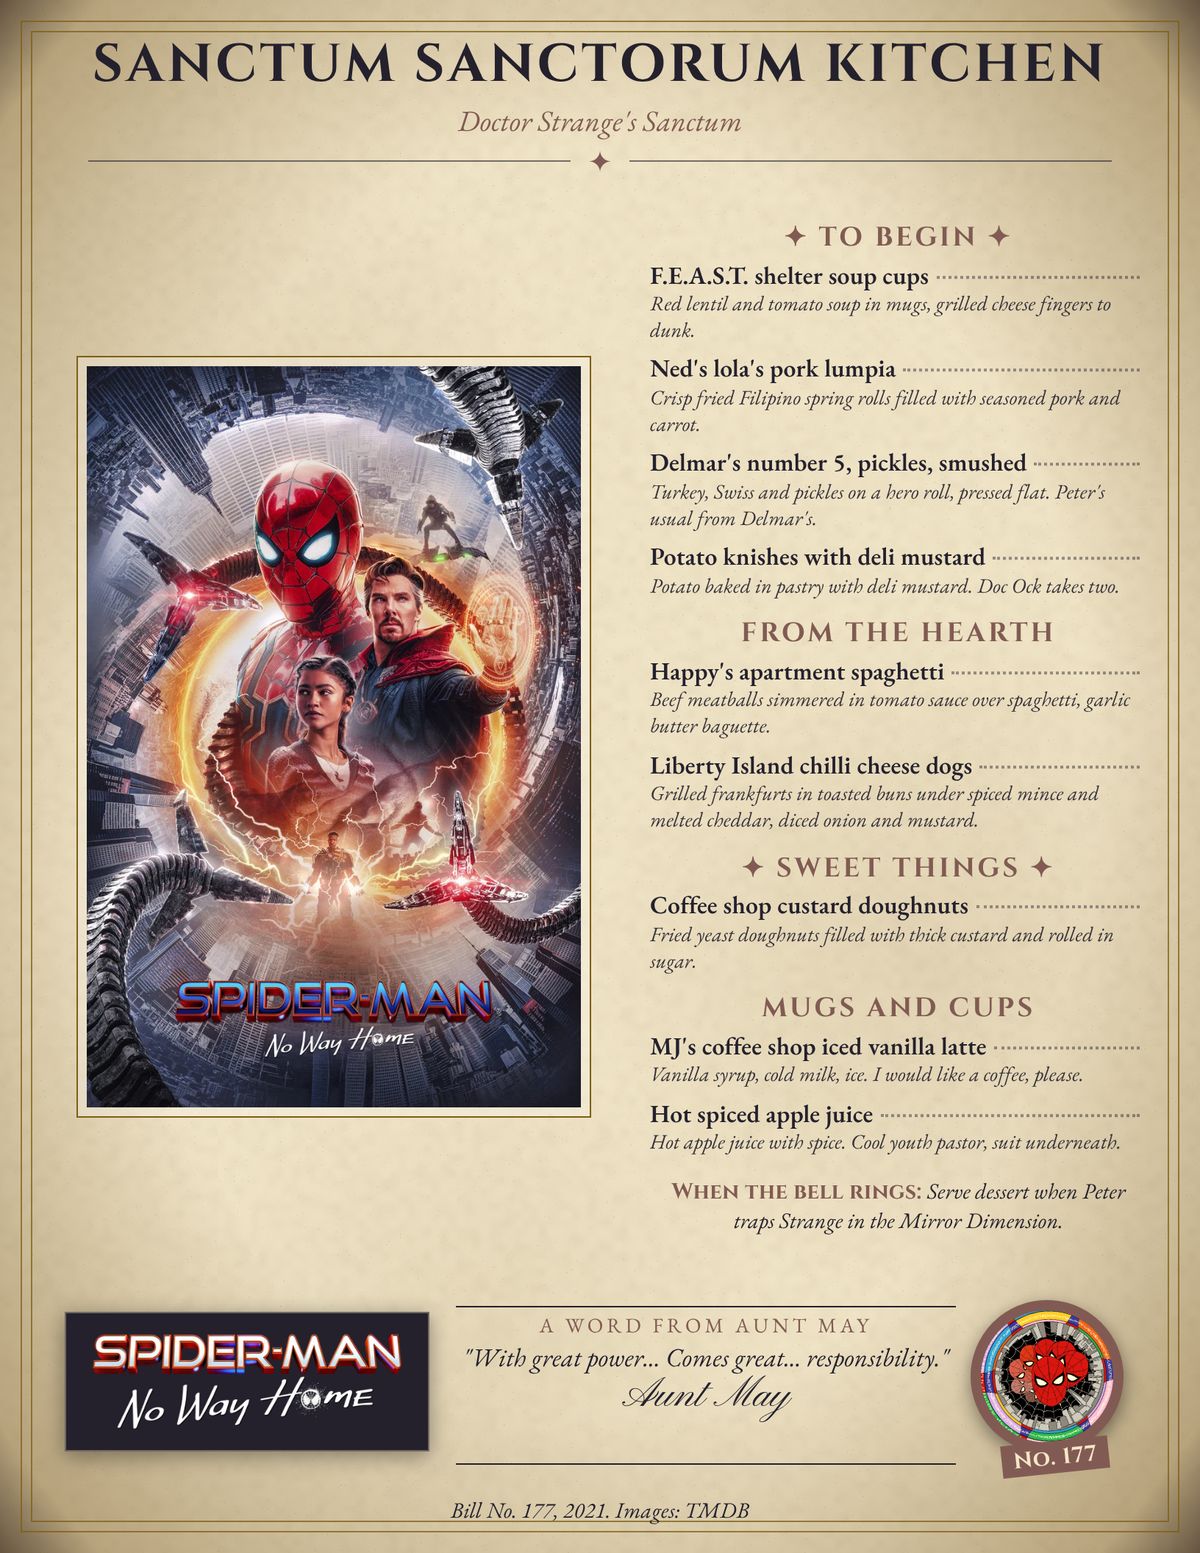 SANCTUM SANCTORUM KITCHEN
Doctor Strange's Sanctum
TO BEGIN
F.E.A.S.T. shelter soup cups
Red lentil and tomato soup in mugs, grilled cheese fingers to
dunk.
Ned's lola's pork lumpia
Crisp fried Filipino spring rolls filled with seasoned pork and
carrot.
Delmar's number 5, pickles, smushed
Turkey, Swiss and pickles on a hero roll, pressed flat. Peter's
usual from Delmar's.
Potato knishes with deli mustard
Potato baked in pastry with deli mustard. Doc Ock takes two.
FROM THE HEARTH
Happy's apartment spaghetti
Beef meatballs simmered in tomato sauce over spaghetti, garlic
butter baguette.
Liberty Island chilli cheese dogs
Grilled frankfurts in toasted buns under spiced mince and
melted cheddar, diced onion and mustard.
SWEET THINGS
Coffee shop custard doughnuts
Fried yeast doughnuts filled with thick custard and rolled in
sugar.
MUGS AND CUPS
MJ's coffee shop iced vanilla latte
Vanilla syrup, cold milk, ice. I would like a coffee, please.
Hot spiced apple juice
Hot apple juice with spice. Cool youth pastor, suit underneath.
WHEN THE BELL RINGS: Serve dessert when Peter
traps Strange in the Mirror Dimension.
SPIDER-MAN
No Way Home
SPIDER-MAN
No Way Home
A WORD FROM AUNT MAY
"With great power... Comes great... responsibility."
Aunt May
No. 177
Bill No. 177, 2021. Images: TMDB